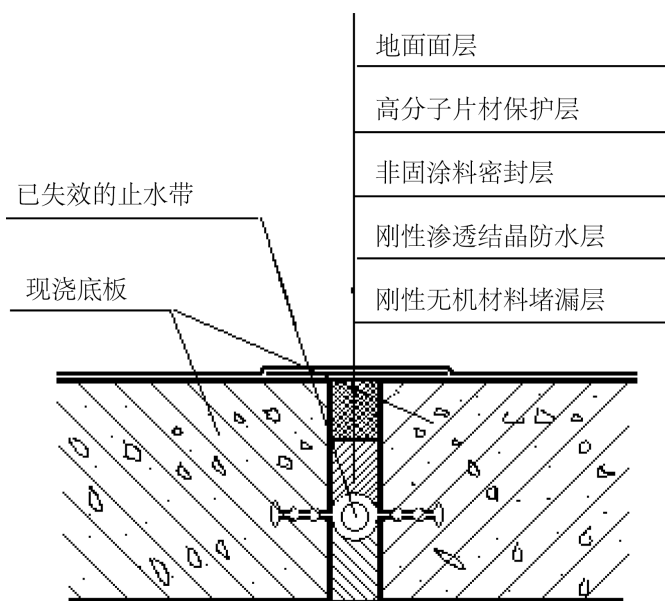 地面面层
高分子片材保护层
非固涂料密封层
刚性渗透结晶防水层
刚性无机材料堵漏层
已失效的止水带
现浇底板